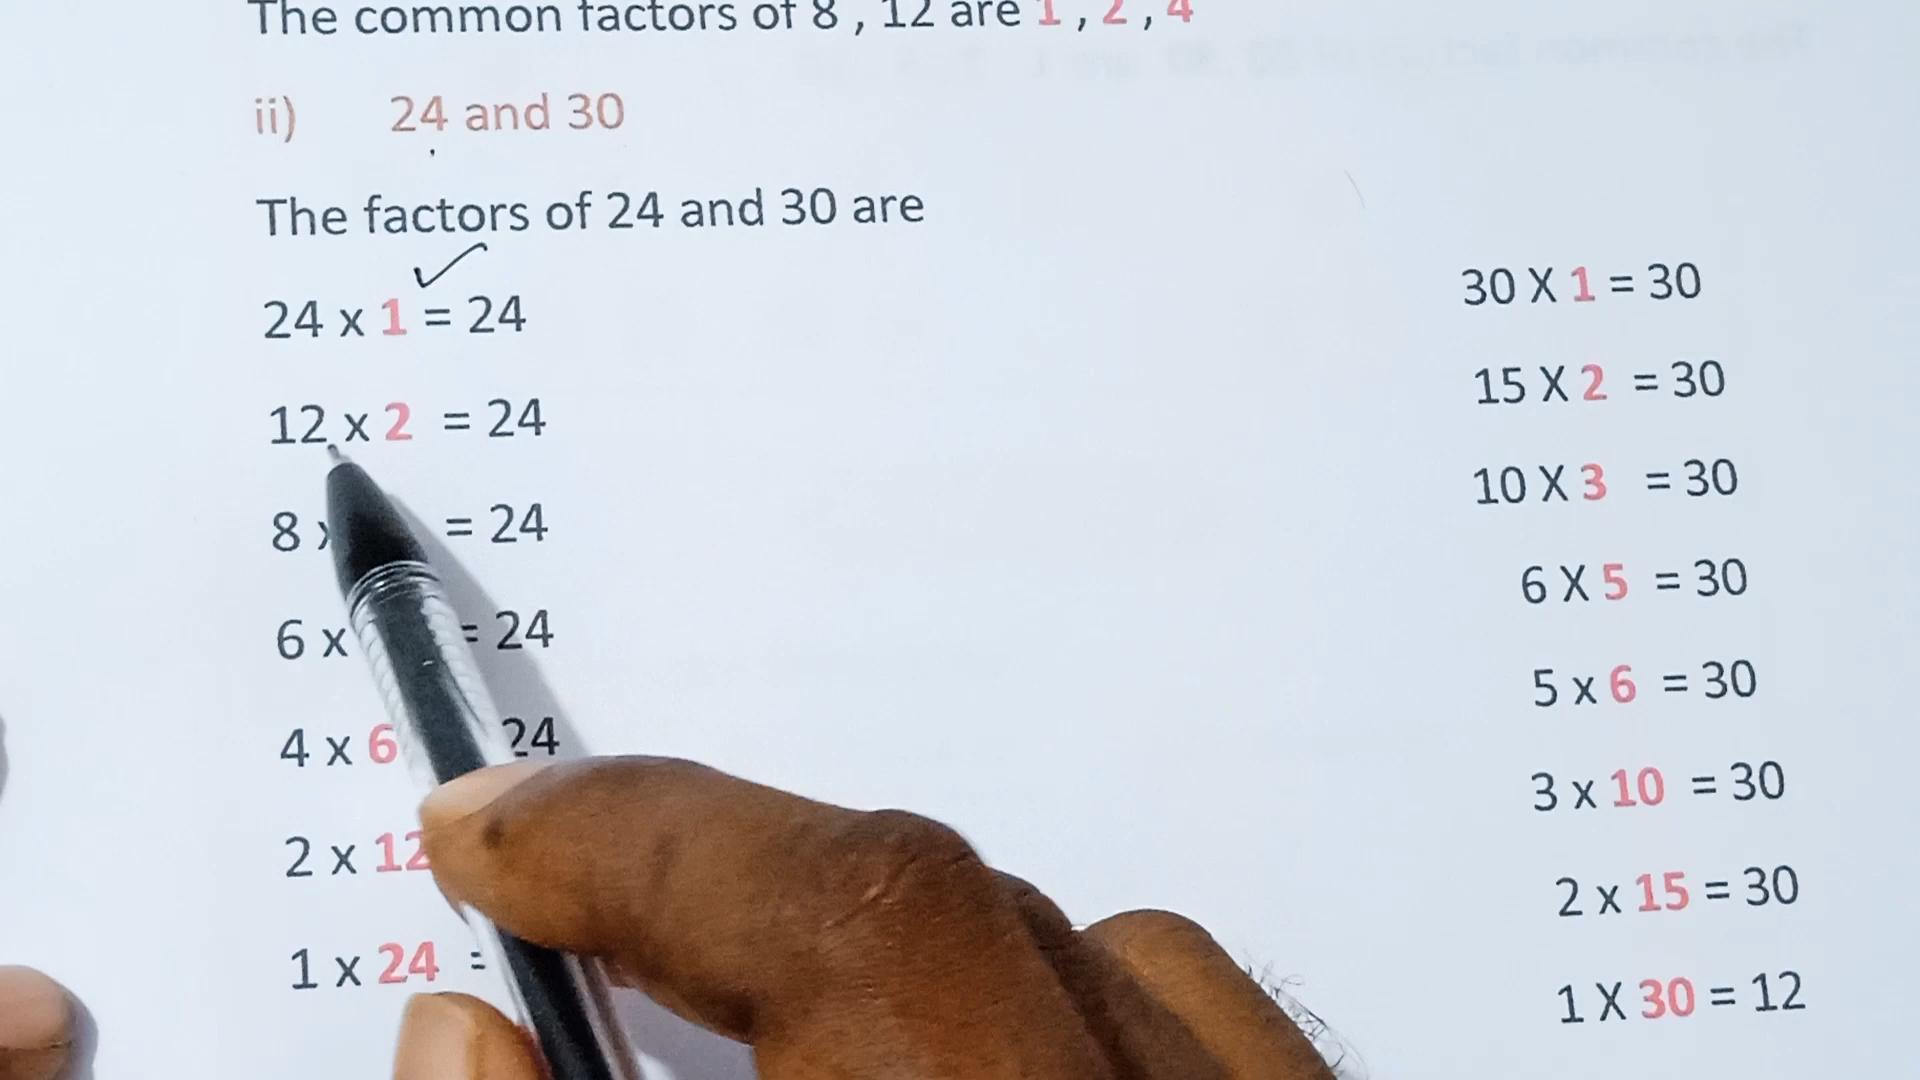 The common factors of 8 , 12 are 1 , 2 , 4
ii) 24 and 30
The factors of 24 and 30 are
24 x 1 = 24
30 X 1 = 30
12 x 2 = 24
15 X 2 = 30
8 = 24
10 X 3 = 30
6 x = 24
6 X 5 = 30
4 x 6 24
5 x 6 = 30
2 x 12
3 x 10 = 30
1 x 24 =
2 x 15 = 30
1 X 30 = 12